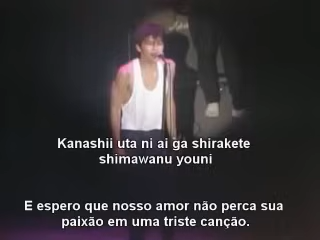 Kanashii uta ni ai ga shirakete
shimawanu youni
E espero que nosso amor não perca sua
paixão em uma triste canção.